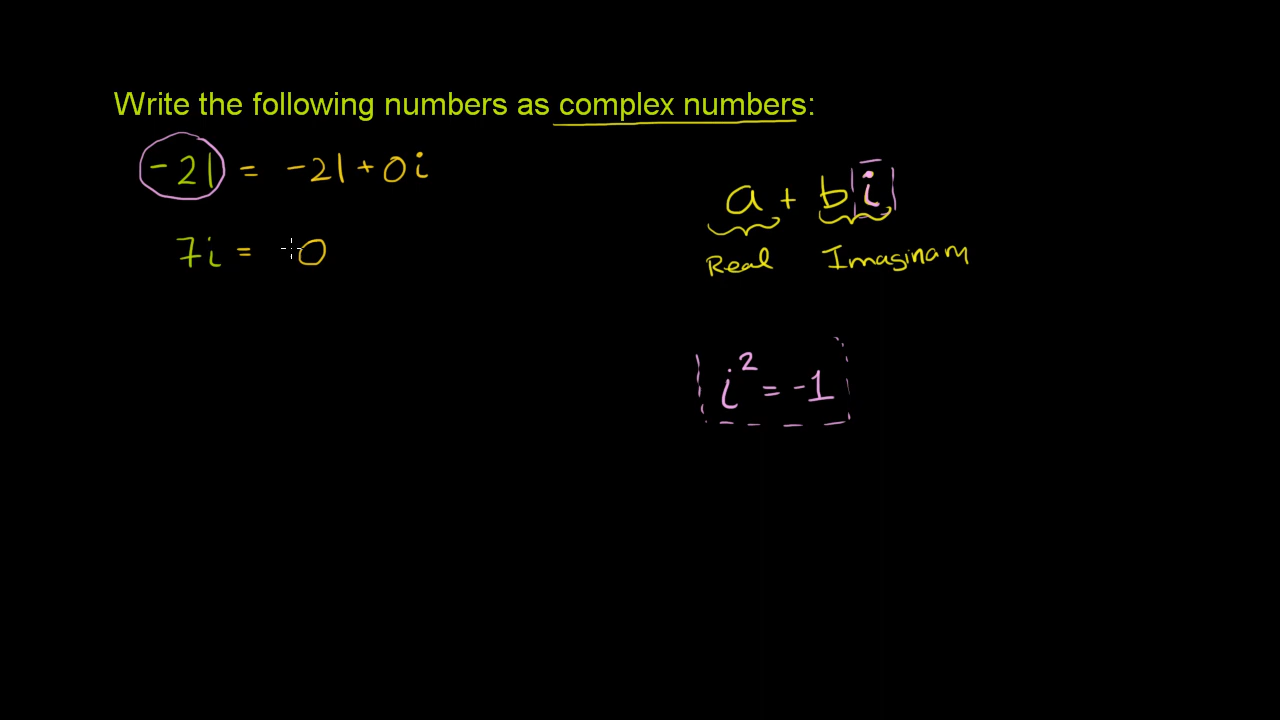 Write the following numbers as complex numbers:
-21 = -21 + 0i
a + bi
7i = 0
Real Imaginary
i² = -1